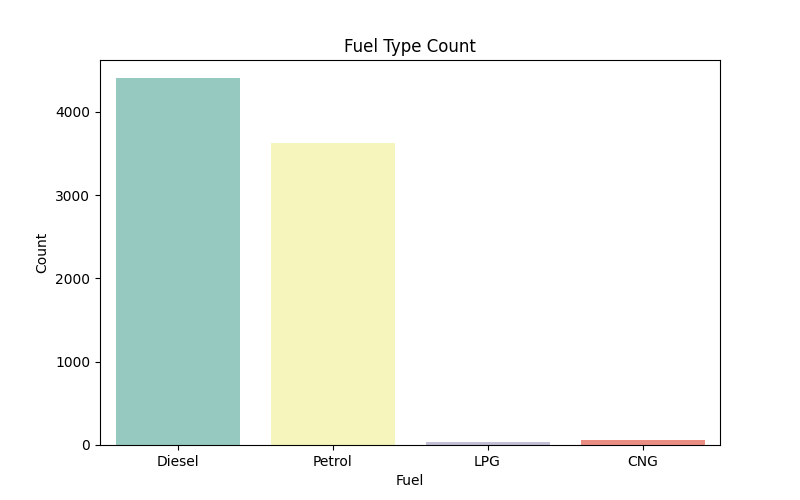 Fuel Type Count
4000
3000
2000
1000
0
Count
Diesel Petrol LPG CNG
Fuel